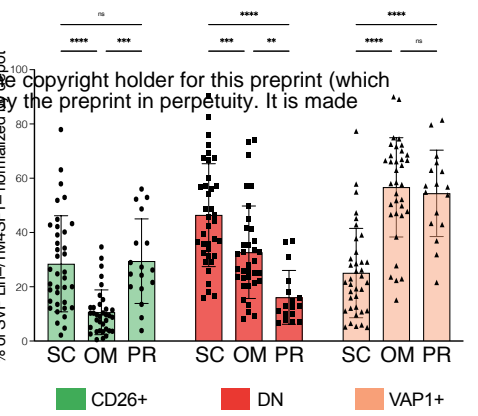 ns **** ****
**** *** *** ** **** ns
100
e copyright holder for this preprint (which
y the preprint in perpetuity. It is made
80
60
40
20
0
SC OM PR SC OM PR SC OM PR
CD26+ DN VAP1+